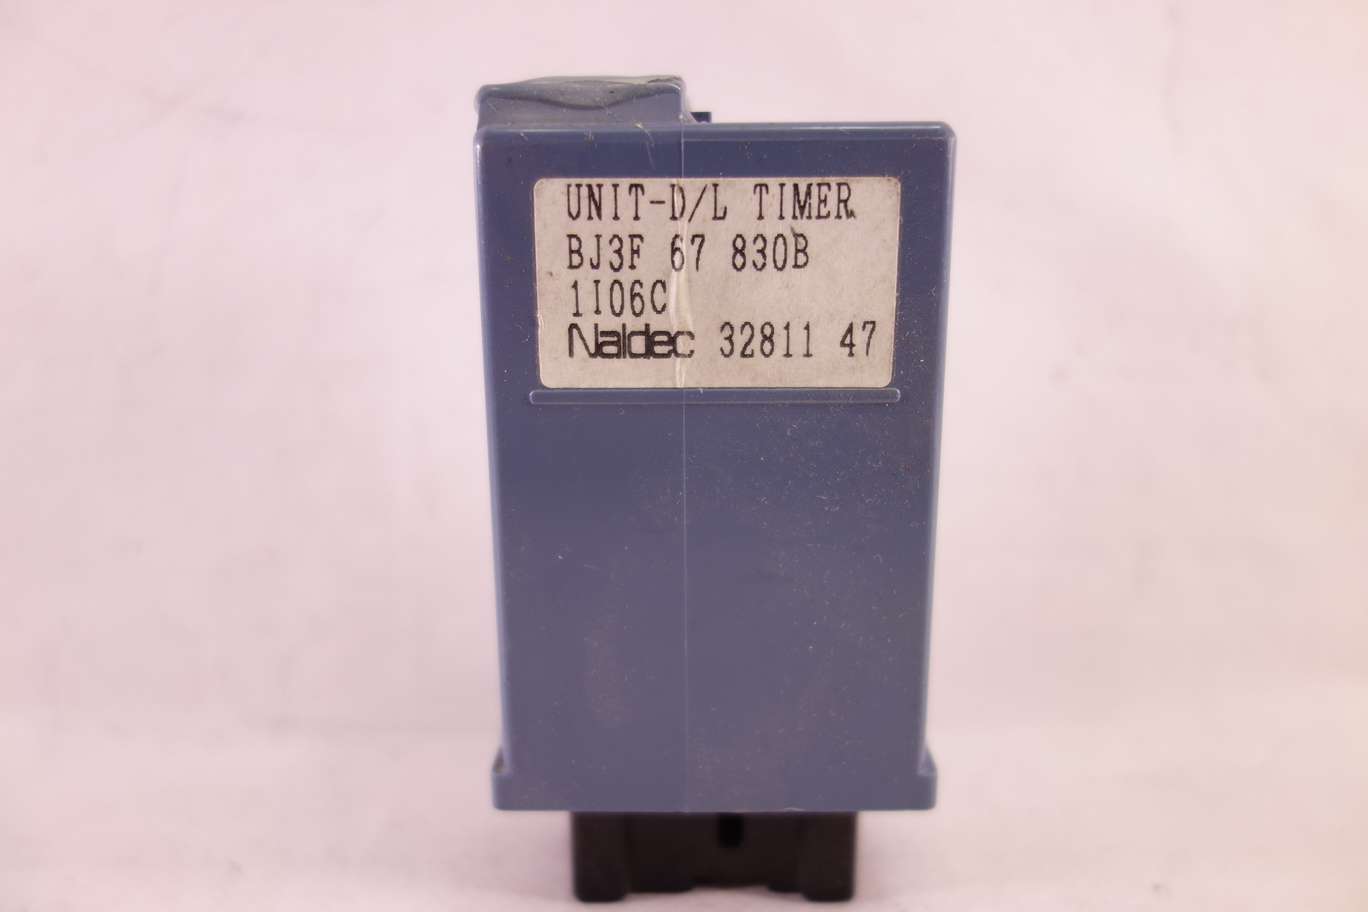 UNIT-D/L TIMER
BJ3F 67 830B
1I06C
Naldec 32811 47